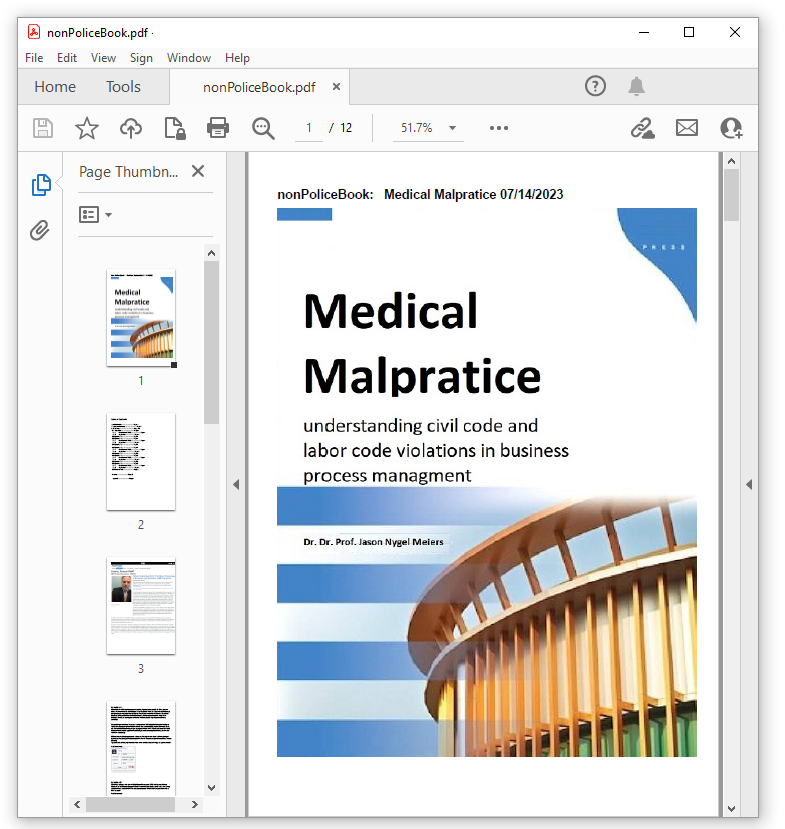 nonPoliceBook.pdf -
File Edit View Sign Window Help
Home Tools nonPoliceBook.pdf ×
1 / 12 51.7%
Page Thumbn...
nonPoliceBook: Medical Malpratice 07/14/2023
PRESS
Medical
Malpratice
understanding civil code and
labor code violations in business
process managment
Dr. Dr. Prof. Jason Nygel Meiers
Medical
Malpratice
1
2
3